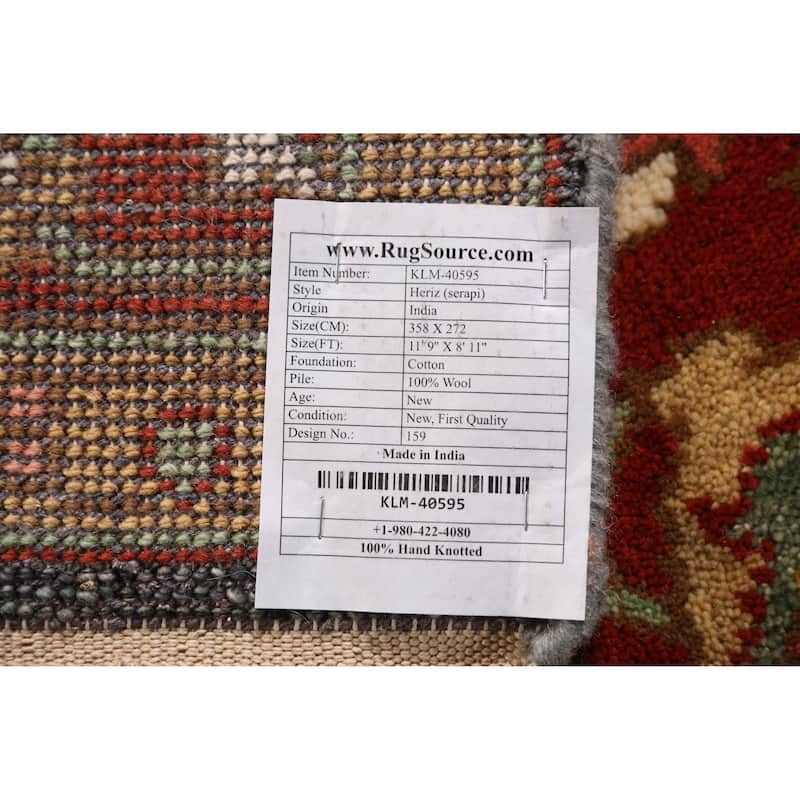 www.RugSource.com
Item Number: KLM-40595
Style Heriz (serapi)
Origin India
Size(CM): 358 X 272
Size(FT): 11' 9" X 8' 11"
Foundation: Cotton
Pile: 100% Wool
Age: New
Condition: New, First Quality
Design No.: 159
Made in India
KLM-40595
+1-980-422-4080
100% Hand Knotted